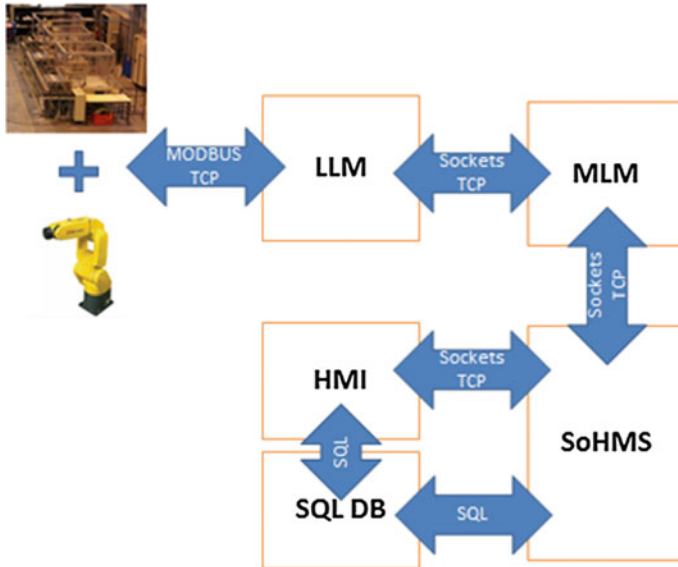 MODBUS
TCP
LLM
Sockets
TCP
MLM
Sockets
TCP
HMI
Sockets
TCP
SoHMS
SQL
SQL DB
SQL